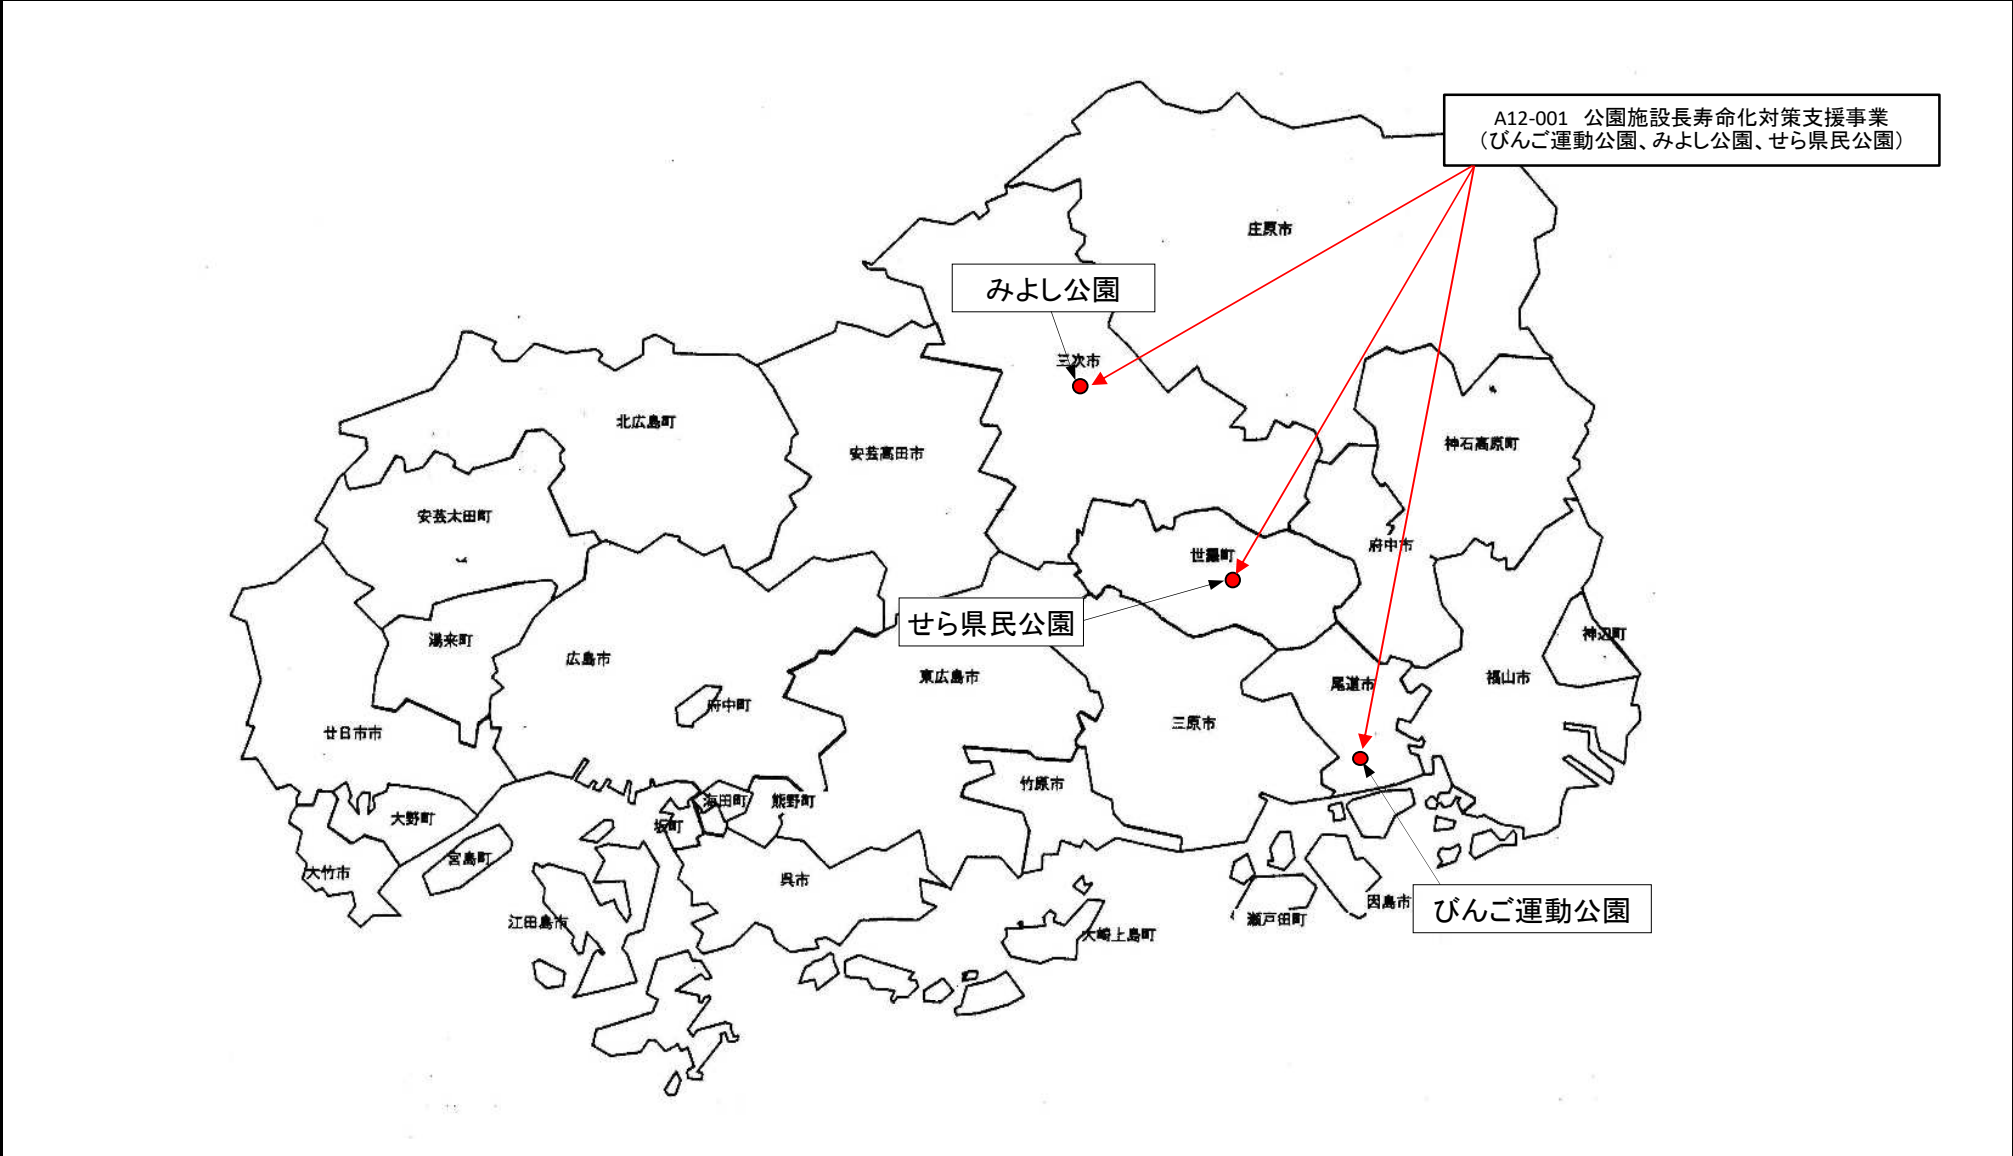 A12-001 公園施設長寿命化対策支援事業
(びんご運動公園、みよし公園、せら県民公園)
庄原市
みよし公園
三次市
北広島町
安芸高田市
神石高原町
安芸太田町
世羅町
府中市
せら県民公園
湯来町
広島市
神辺町
東広島市
尾道市
福山市
府中町
三原市
廿日市市
竹原市
海田町
熊野町
大野町
坂町
宮島町
大竹市
呉市
因島市
びんご運動公園
江田島市
瀬戸田町
大崎上島町